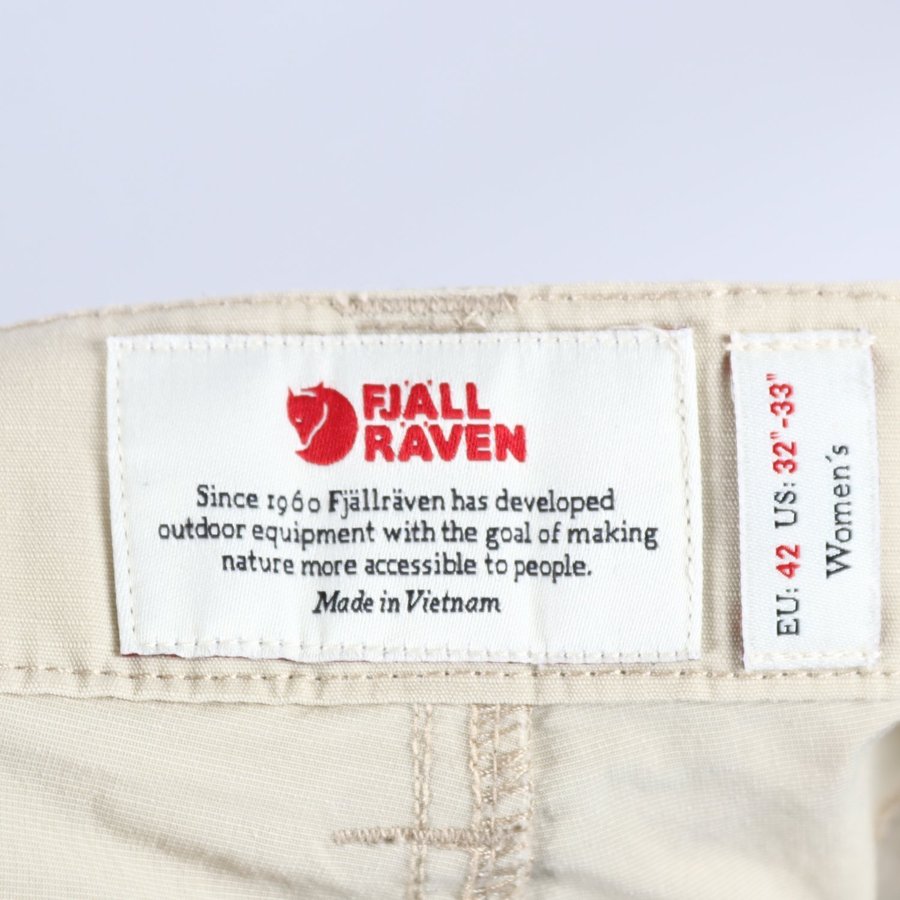 FJÄLL
RÄVEN
Since 1960 Fjällräven has developed
outdoor equipment with the goal of making
nature more accessible to people.
Made in Vietnam
EU: 42 US: 32"-33"
Women´s